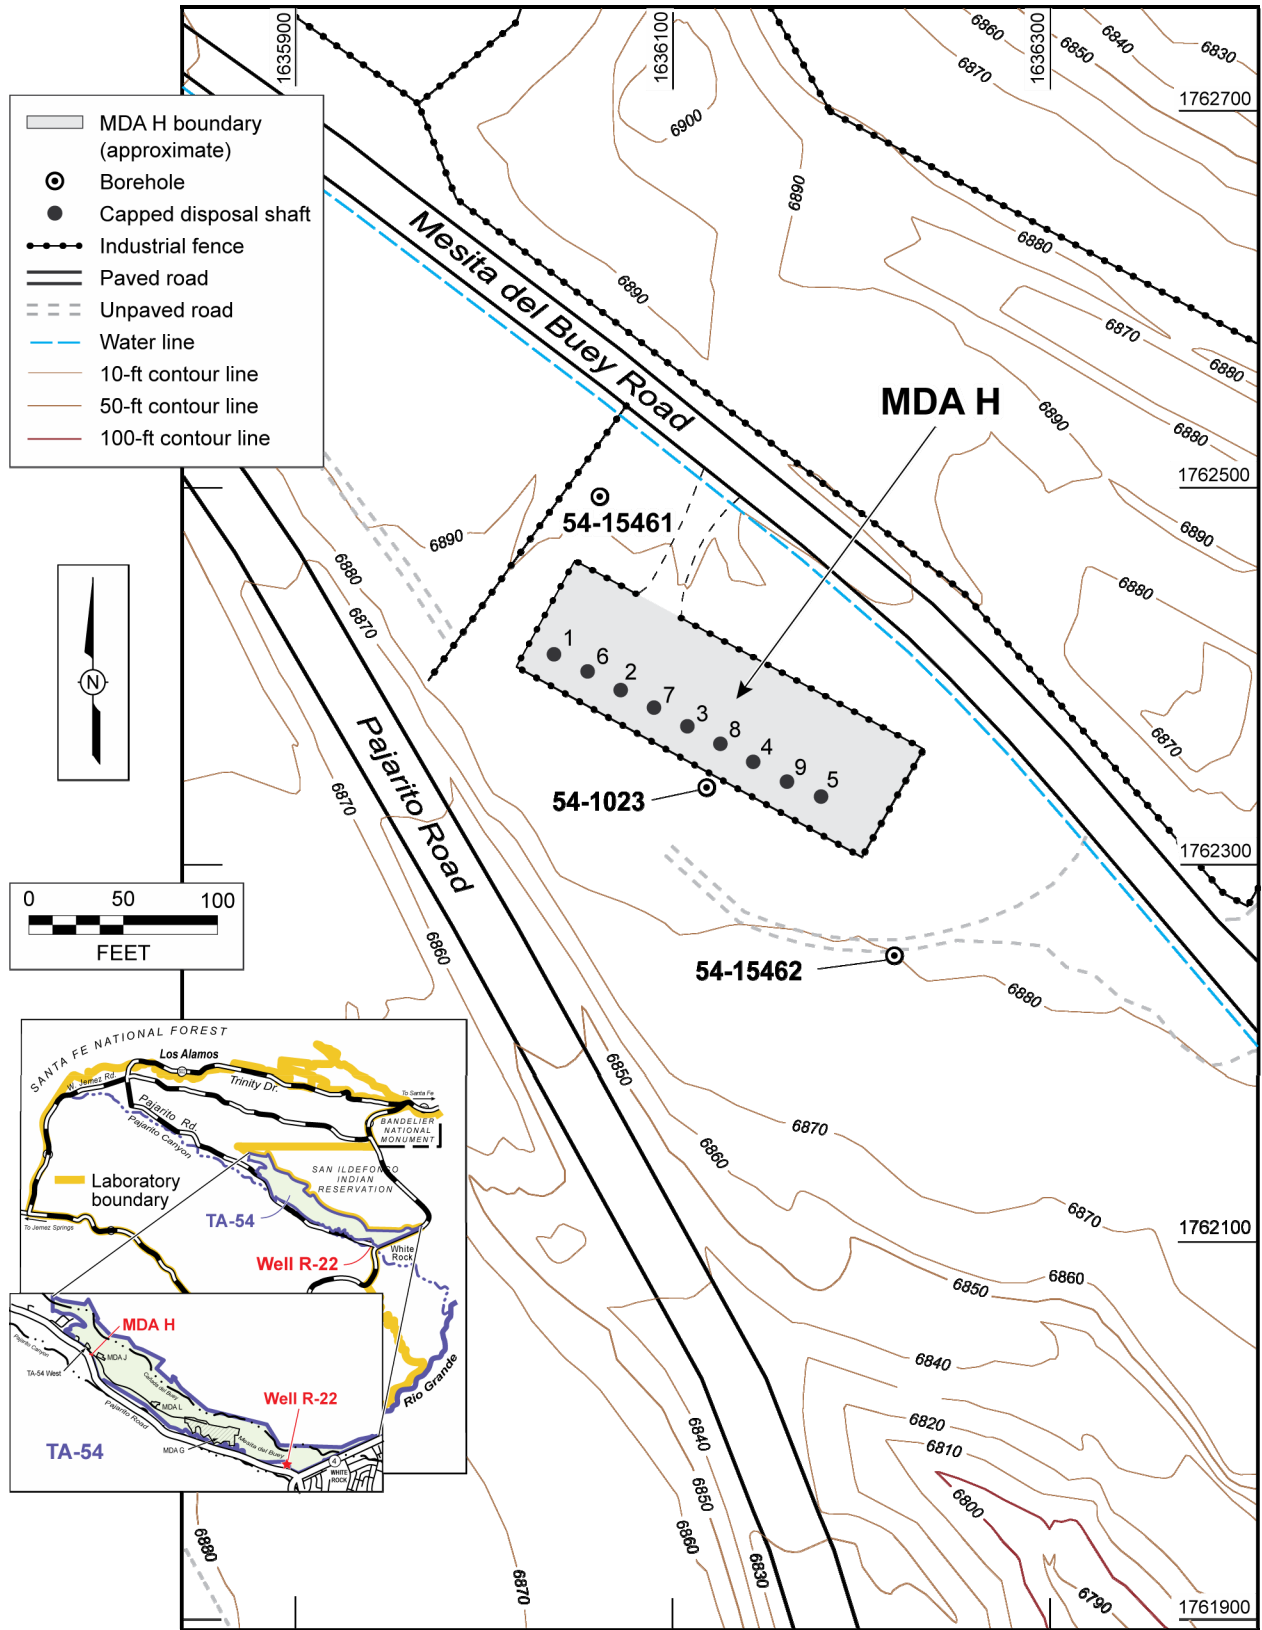 1635900
1636100
1636300
6860
6850
6840
6830
6870
1762700
6900
MDA H boundary
(approximate)
Borehole
Capped disposal shaft
Industrial fence
Paved road
Unpaved road
Water line
10-ft contour line
50-ft contour line
100-ft contour line
6890
6880
6890
Mesita del Buey Road
6870
6880
MDA H
6890
6880
1762500
54-15461
6890
6890
6880
6880
6870
1
6
2
7
3
8
4
9
5
N
Pajarito Road
6870
6870
54-1023
1762300
0 50 100
FEET
6860
54-15462
6880
6850
SANTA FE NATIONAL FOREST
Los Alamos
W. Jemez Rd.
Trinity Dr.
To Santa Fe
Pajarito Rd.
Pajarito Canyon
BANDELIER
NATIONAL
MONUMENT
SAN ILDEFONSO
INDIAN
RESERVATION
Laboratory
boundary
TA-54
To Jemez Springs
White
Rock
Well R-22
Rio Grande
6870
6860
6870
1762100
6860
6850
6840
MDA H
Pajarito Canyon
MDA J
TA-54 West
Cañada del Buey
MDA L
Well R-22
Pajarito Road
MDA G
Mesita del Buey
TA-54
4
WHITE
ROCK
6820
6810
6840
6800
6850
6860
6830
6880
6870
6790
1761900